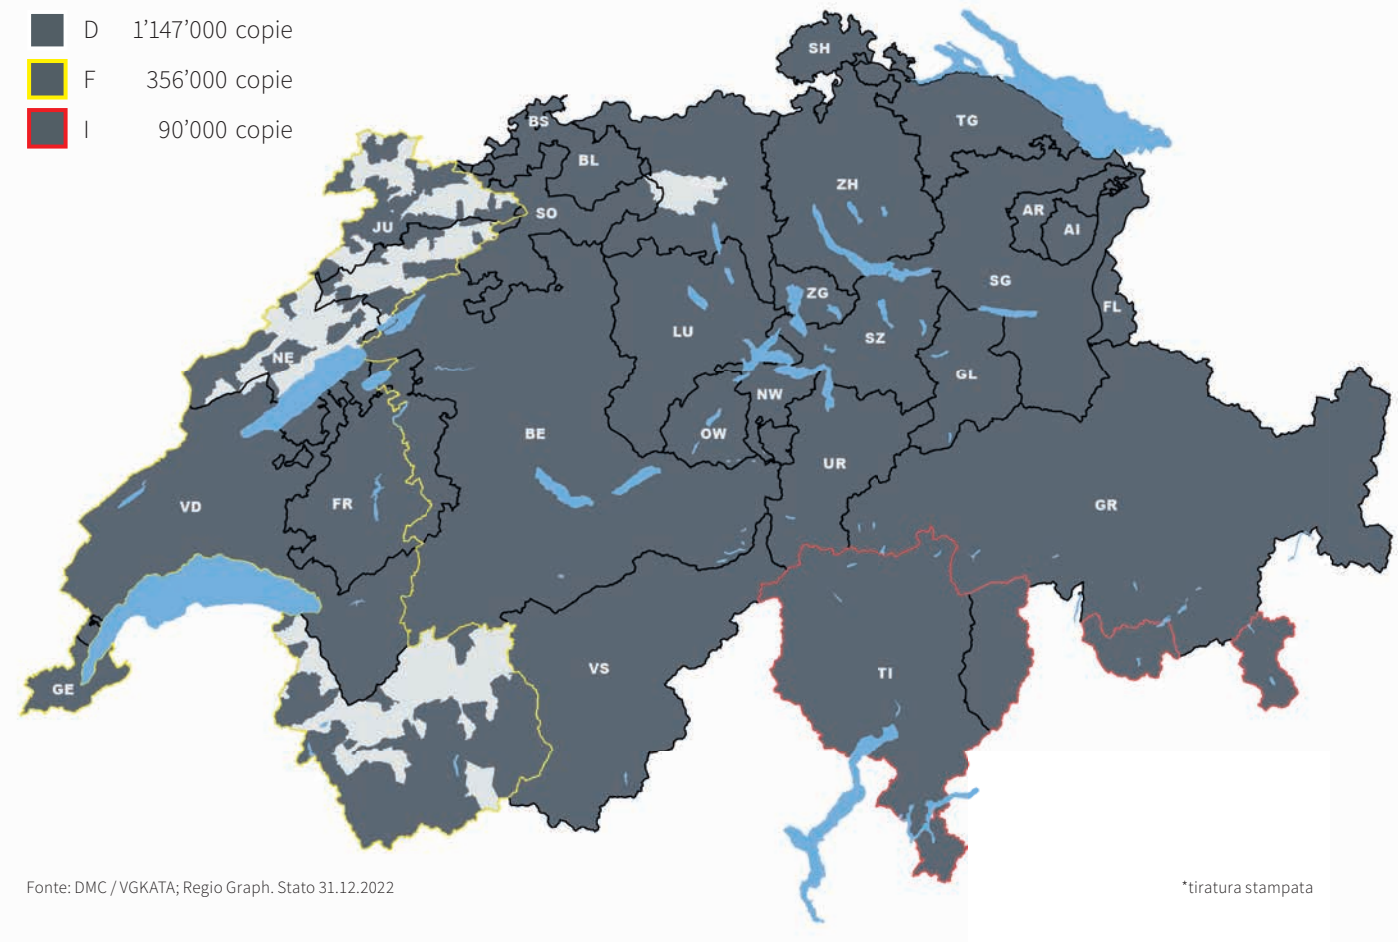 D 1’147’000 copie
F 356’000 copie
I 90’000 copie
SH
BS
TG
BL
ZH
SO
AR
JU
AI
SG
ZG
FL
LU
SZ
NE
GL
NW
BE
OW
UR
VD
FR
GR
VS
TI
GE
Fonte: DMC / VGKATA; Regio Graph. Stato 31.12.2022
*tiratura stampata